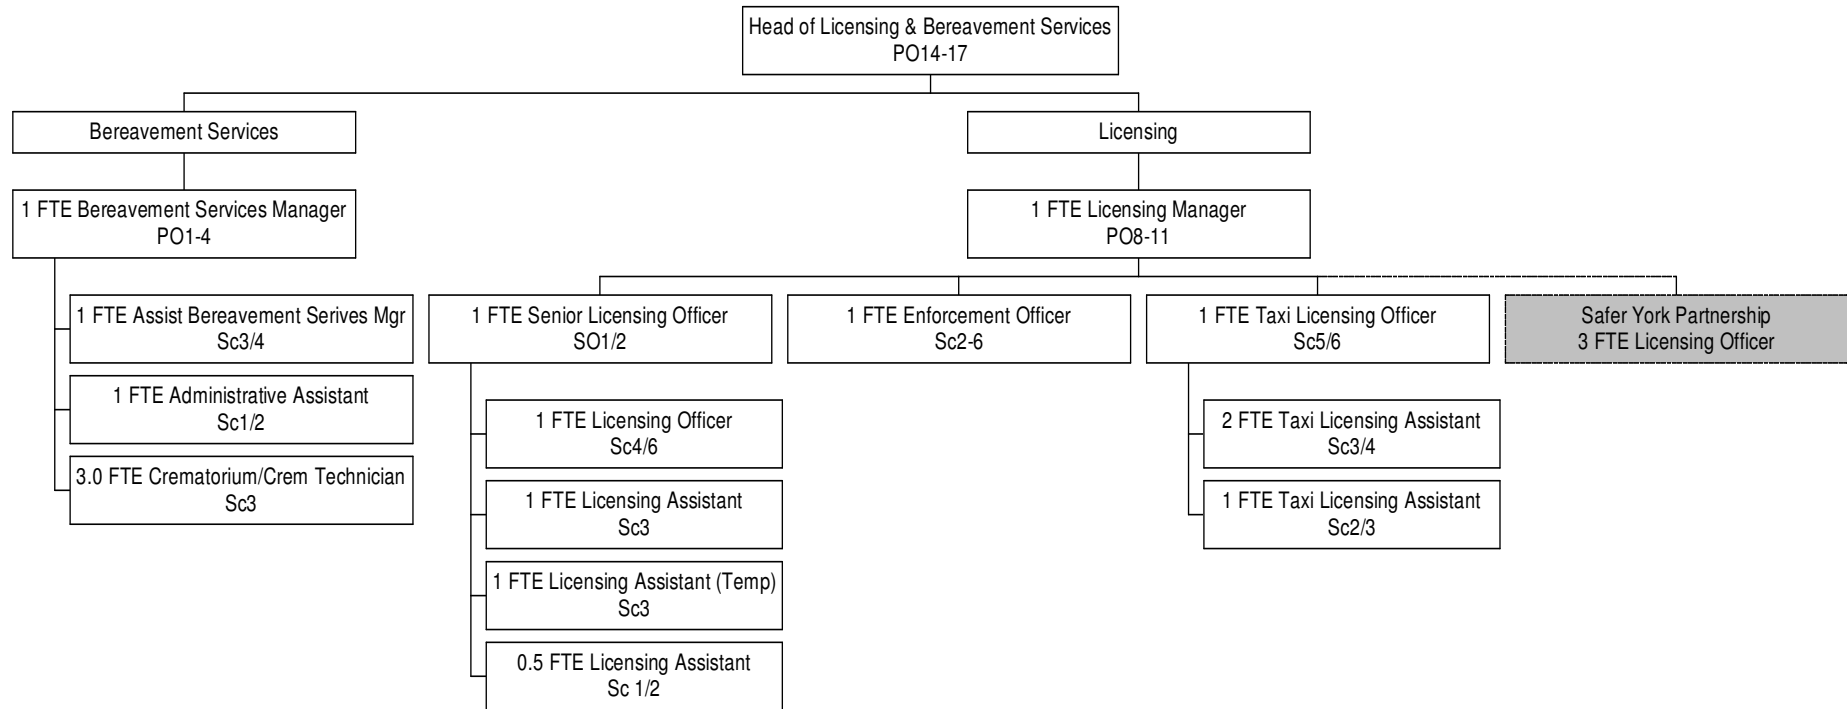 Head of Licensing & Bereavement Services
PO14-17
Bereavement Services
Licensing
1 FTE Bereavement Services Manager
PO1-4
1 FTE Licensing Manager
PO8-11
1 FTE Assist Bereavement Serives Mgr
Sc3/4
1 FTE Administrative Assistant
Sc1/2
3.0 FTE Crematorium/Crem Technician
Sc3
1 FTE Senior Licensing Officer
SO1/2
1 FTE Licensing Officer
Sc4/6
1 FTE Licensing Assistant
Sc3
1 FTE Licensing Assistant (Temp)
Sc3
0.5 FTE Licensing Assistant
Sc 1/2
1 FTE Enforcement Officer
Sc2-6
1 FTE Taxi Licensing Officer
Sc5/6
2 FTE Taxi Licensing Assistant
Sc3/4
1 FTE Taxi Licensing Assistant
Sc2/3
Safer York Partnership
3 FTE Licensing Officer